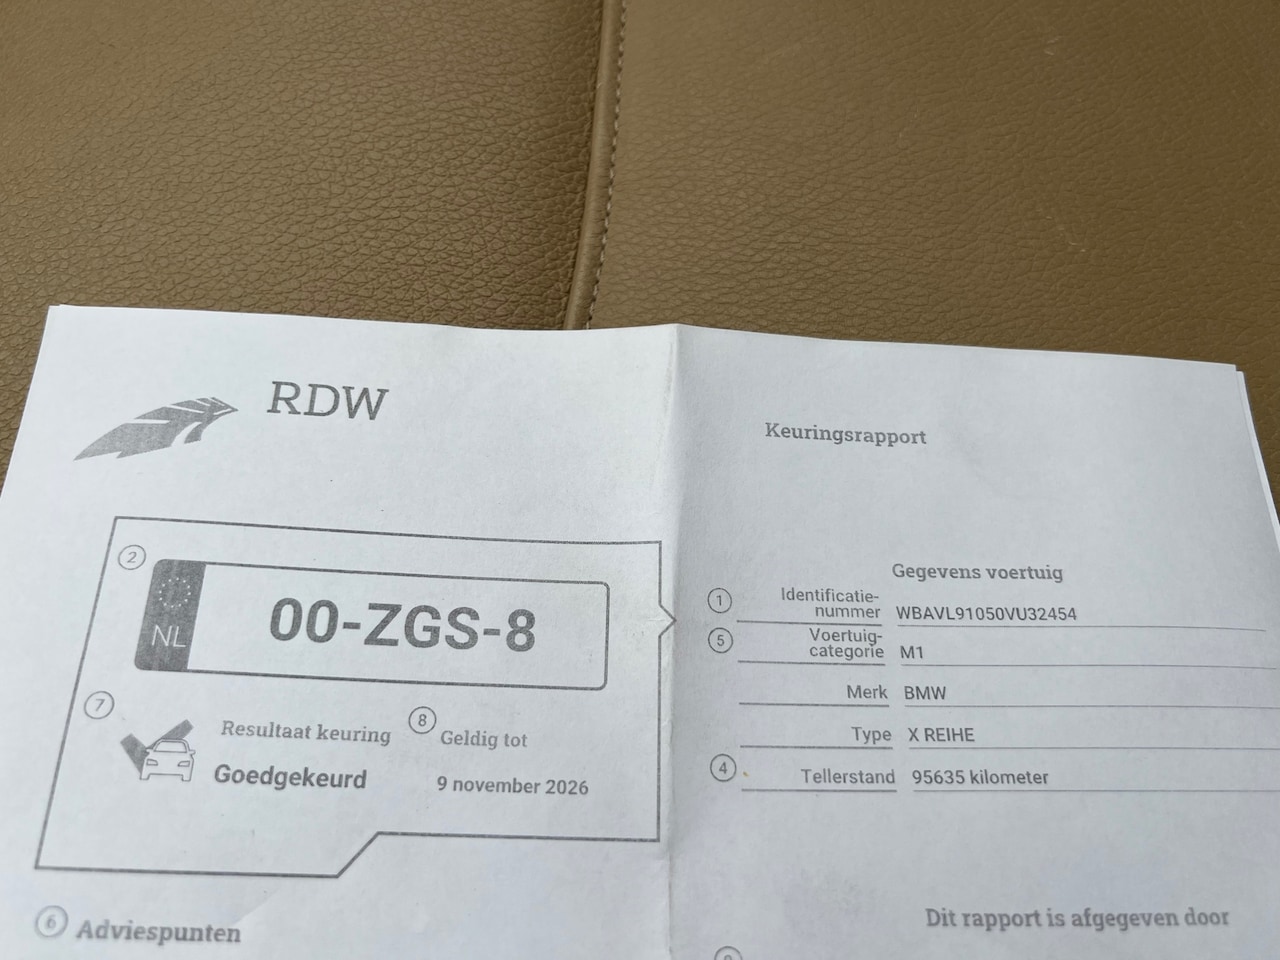 RDW
Keuringsrapport
2
NL
00-ZGS-8
7
Resultaat keuring
Goedgekeurd
8
Geldig tot
9 november 2026
6
Adviespunten
Gegevens voertuig
1
Identificatie-
nummer
WBAVL91050VU32454
5
Voertuig-
categorie
M1
Merk
BMW
Type
X REIHE
4
Tellerstand
95635 kilometer
Dit rapport is afgegeven door